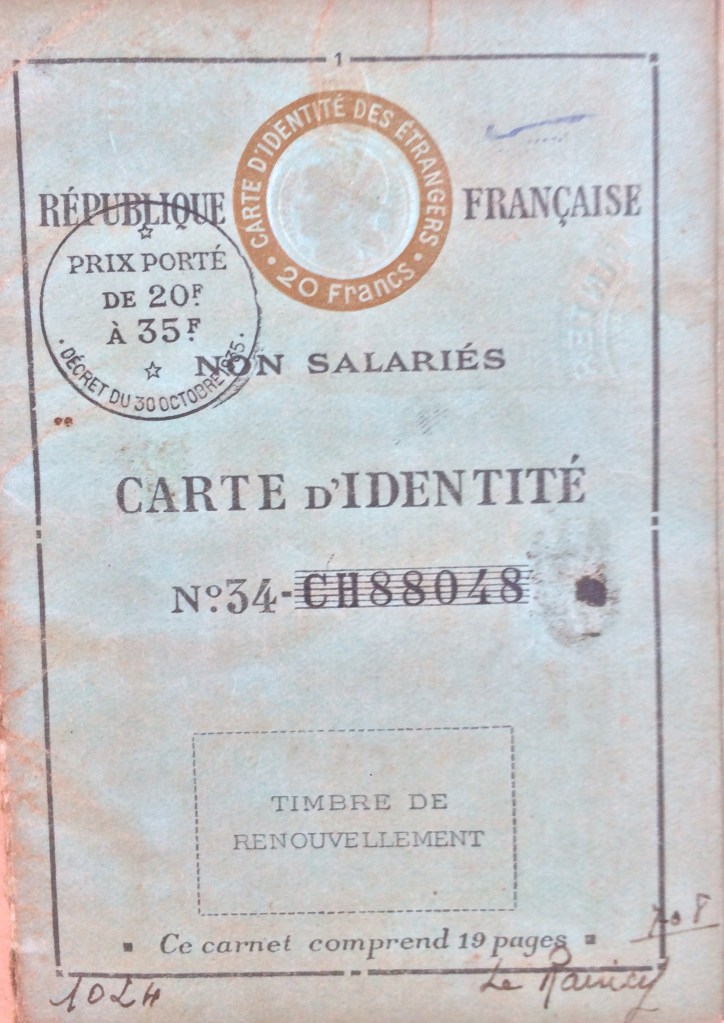 1
CARTE D'IDENTITÉ DES ÉTRANGERS
• 20 Francs •
RÉPUBLIQUE FRANÇAISE
PRIX PORTÉ
DE 20F
À 35F
• DÉCRET DU 30 OCTOBRE 1935 •
NON SALARIÉS
CARTE D'IDENTITÉ
No. 34-CH88048
TIMBRE DE
RENOUVELLEMENT
Ce carnet comprend 19 pages
1024
Le Raincy